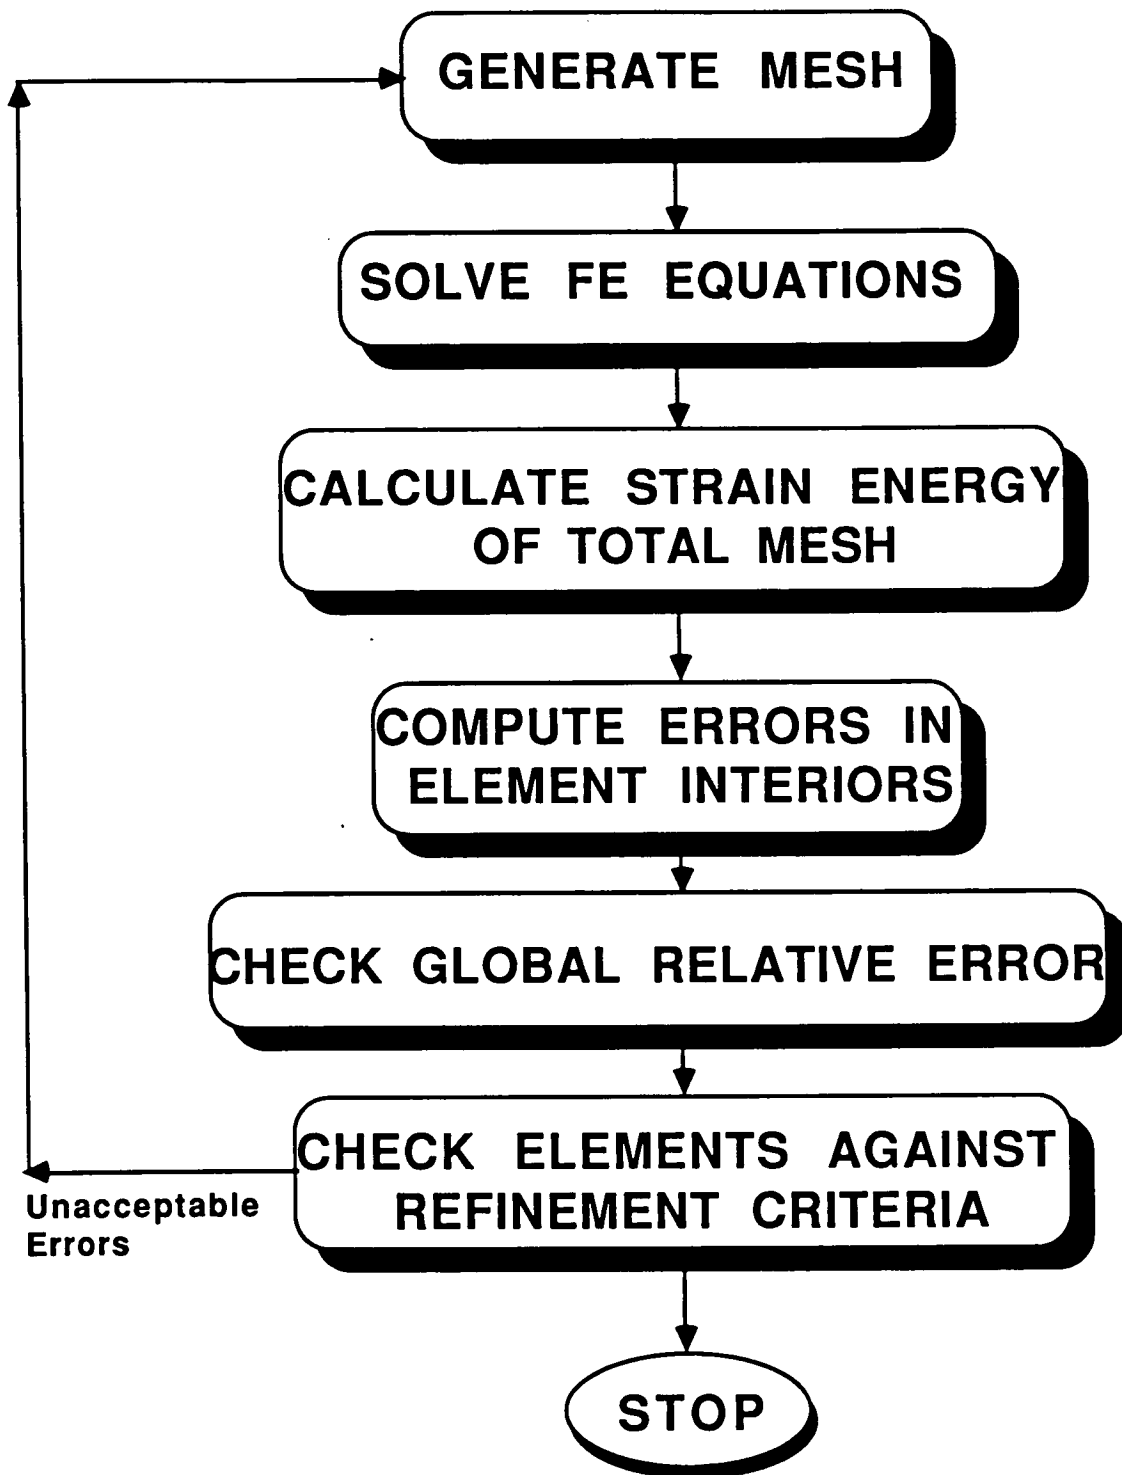 GENERATE MESH
SOLVE FE EQUATIONS
CALCULATE STRAIN ENERGY
OF TOTAL MESH
COMPUTE ERRORS IN
ELEMENT INTERIORS
CHECK GLOBAL RELATIVE ERROR
CHECK ELEMENTS AGAINST
REFINEMENT CRITERIA
Unacceptable
Errors
STOP